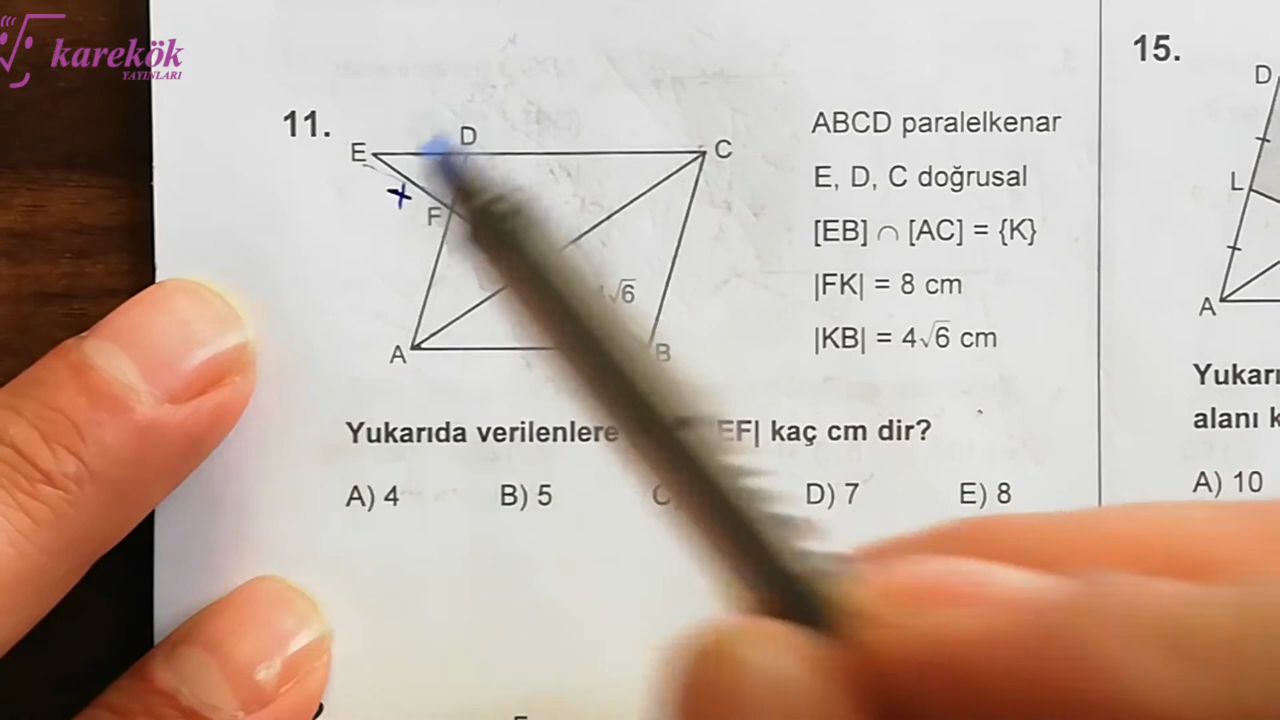 karekök
YAYINLARI
11.
E
D
C
F
A
B
√6
ABCD paralelkenar
E, D, C doğrusal
[EB] ∩ [AC] = {K}
|FK| = 8 cm
|KB| = 4√6 cm
Yukarıda verilenlere EF| kaç cm dir?
A) 4 B) 5 D) 7 E) 8
15.
D
L
A
alanı
A) 10